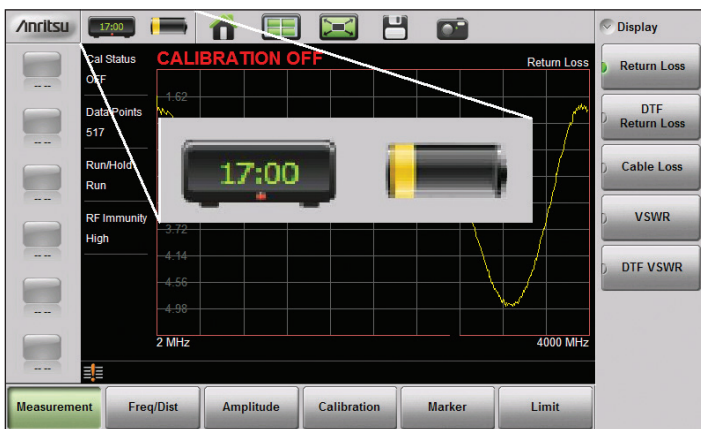 Anritsu
17:00
Display
Cal Status
OFF
CALIBRATION OFF
Return Loss
Return Loss
-1.62
Data Points
517
DTF
Return Loss
17:00
Run/Hold
Run
Cable Loss
RF Immunity
High
VSWR
-3.72
-4.14
DTF VSWR
-4.56
-4.98
2 MHz
4000 MHz
-- --
-- --
-- --
-- --
-- --
-- --
Measurement
Freq/Dist
Amplitude
Calibration
Marker
Limit